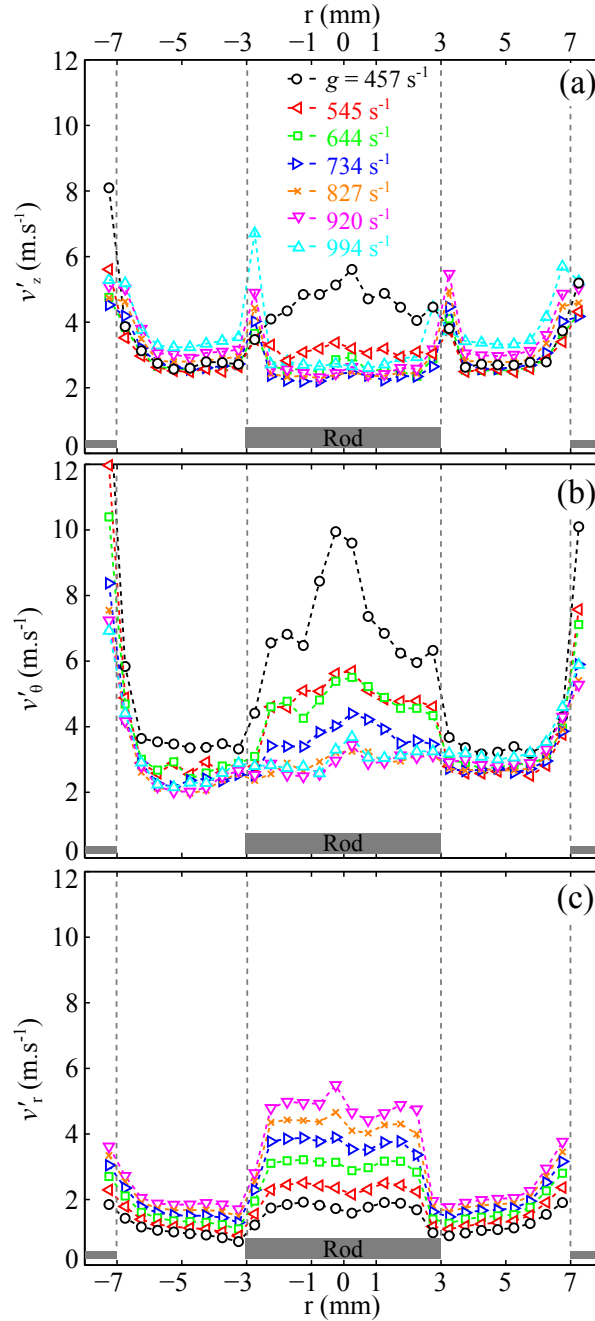 r (mm)
−7 −5 −3 −1 0 1 3 5 7
12
(a)
g = 457 s⁻¹
545 s⁻¹
10
644 s⁻¹
734 s⁻¹
8
827 s⁻¹
920 s⁻¹
994 s⁻¹
6
v′z (m.s⁻¹)
4
2
0
Rod
12
(b)
10
8
6
v′θ (m.s⁻¹)
4
2
0
Rod
12
(c)
10
8
6
v′r (m.s⁻¹)
4
2
0
Rod
−7 −5 −3 −1 0 1 3 5 7
r (mm)